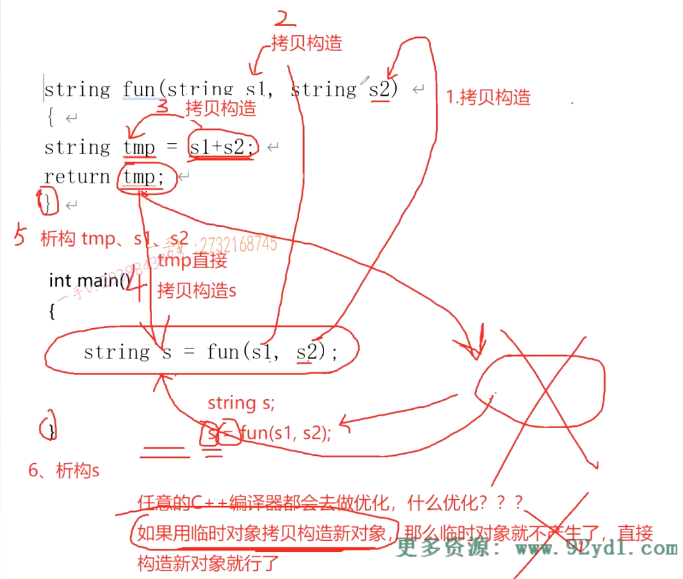 2
拷贝构造
string fun(string s1, string s2)
1.拷贝构造
{
3 拷贝构造
string tmp = s1+s2;
return tmp;
}
5 析构 tmp、s1、s2
:2732168745
tmp直接
int main()
4 拷贝构造s
{
string s = fun(s1, s2);
string s;
s = fun(s1, s2);
}
6、析构s
任意的C++编译器都会去做优化，什么优化？？？
如果用临时对象拷贝构造新对象，那么临时对象就不产生了，直接
构造新对象就行了
更多资源：www.92ydl.com